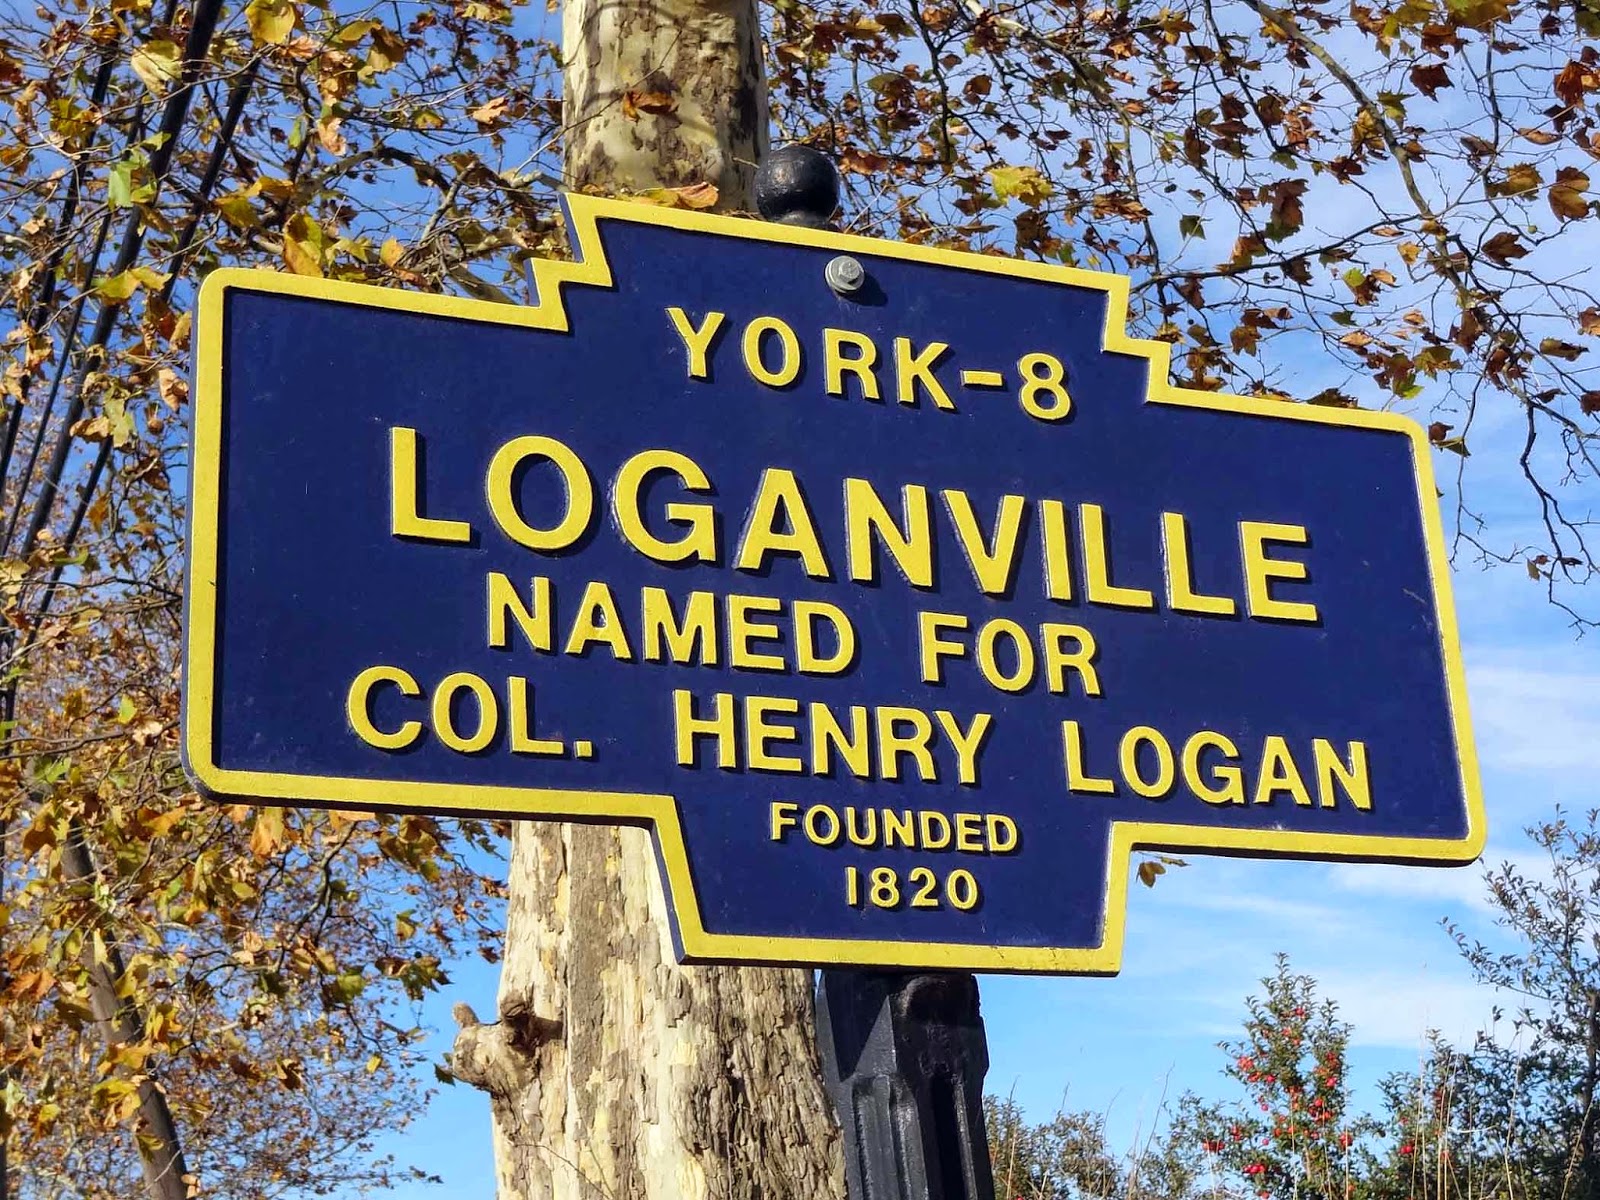 YORK-8
LOGANVILLE
NAMED FOR
COL. HENRY LOGAN
FOUNDED
1820